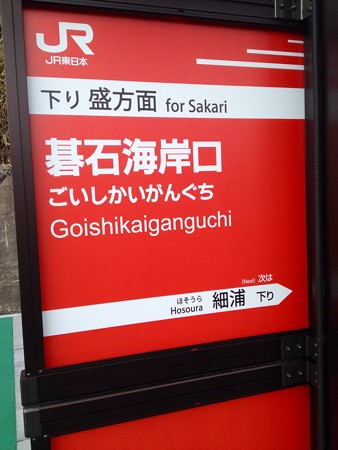 JR
JR東日本
下り 盛方面 for Sakari
碁石海岸口
ごいしかいがんぐち
Goishikaiganguchi
(Next) 次は
ほそうら
Hosoura 細浦 下り